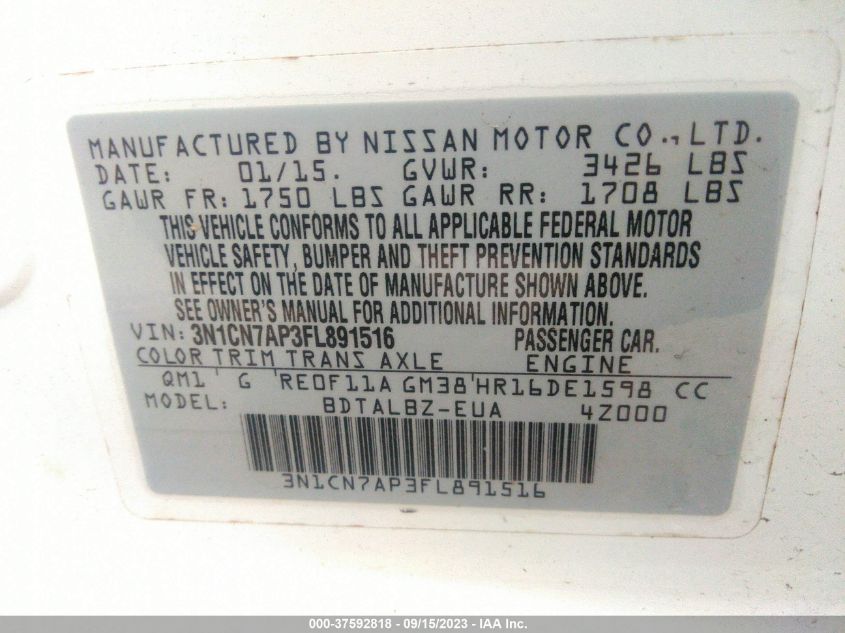 MANUFACTURED BY NISSAN MOTOR CO., LTD.
DATE: 01/15. GVWR: 3426 LBS
GAWR FR: 1750 LBS GAWR RR: 1708 LBS
THIS VEHICLE CONFORMS TO ALL APPLICABLE FEDERAL MOTOR
VEHICLE SAFETY, BUMPER AND THEFT PREVENTION STANDARDS
IN EFFECT ON THE DATE OF MANUFACTURE SHOWN ABOVE.
SEE OWNER'S MANUAL FOR ADDITIONAL INFORMATION.
VIN: 3N1CN7AP3FL891516 PASSENGER CAR.
COLOR TRIM TRANS AXLE ENGINE
QM1 ' G ' RE0F11A GM38 ' HR16DE1598 CC
MODEL: BDTALBZ-EUA 4Z000
3N1CN7AP3FL891516
000-37592818 - 09/15/2023 - IAA Inc.